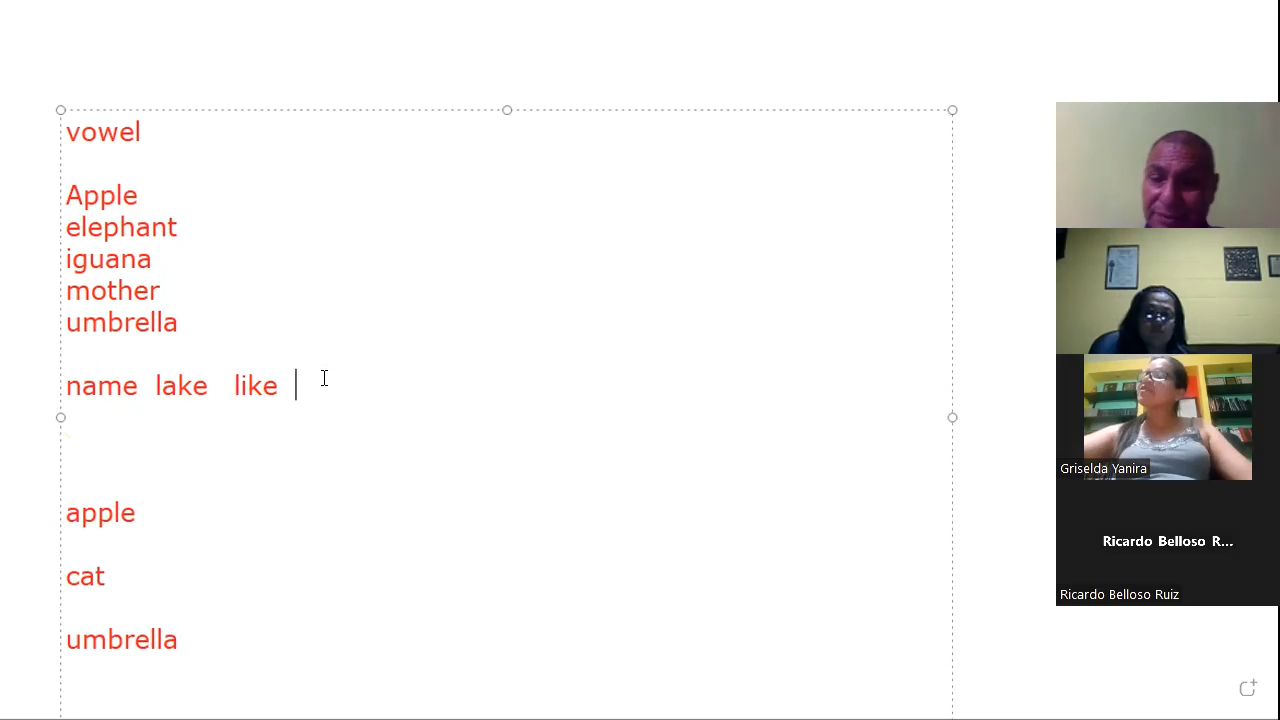 vowel
Apple
elephant
iguana
mother
umbrella
name lake like
apple
cat
umbrella
Griselda Yanira
Ricardo Belloso R...
Ricardo Belloso Ruiz